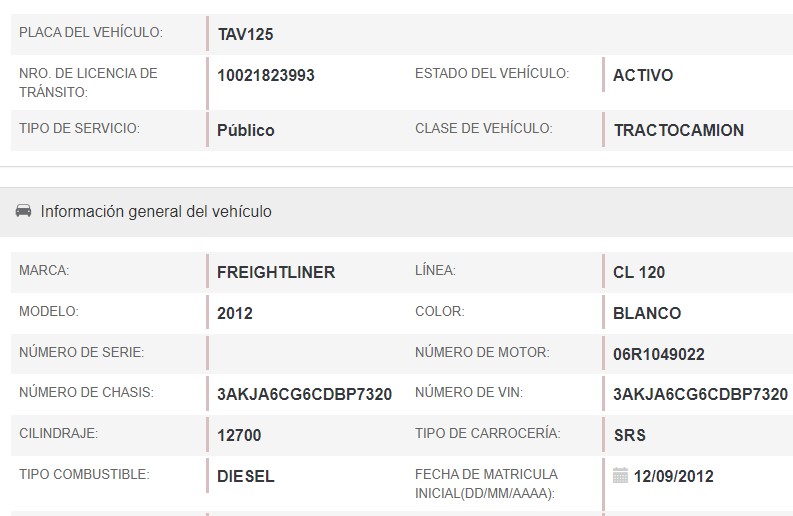 PLACA DEL VEHÍCULO: TAV125
NRO. DE LICENCIA DE TRÁNSITO: 10021823993 ESTADO DEL VEHÍCULO: ACTIVO
TIPO DE SERVICIO: Público CLASE DE VEHÍCULO: TRACTOCAMION
Información general del vehículo
MARCA: FREIGHTLINER LÍNEA: CL 120
MODELO: 2012 COLOR: BLANCO
NÚMERO DE SERIE: NÚMERO DE MOTOR: 06R1049022
NÚMERO DE CHASIS: 3AKJA6CG6CDBP7320 NÚMERO DE VIN: 3AKJA6CG6CDBP7320
CILINDRAJE: 12700 TIPO DE CARROCERÍA: SRS
TIPO COMBUSTIBLE: DIESEL FECHA DE MATRICULA INICIAL(DD/MM/AAAA): 12/09/2012